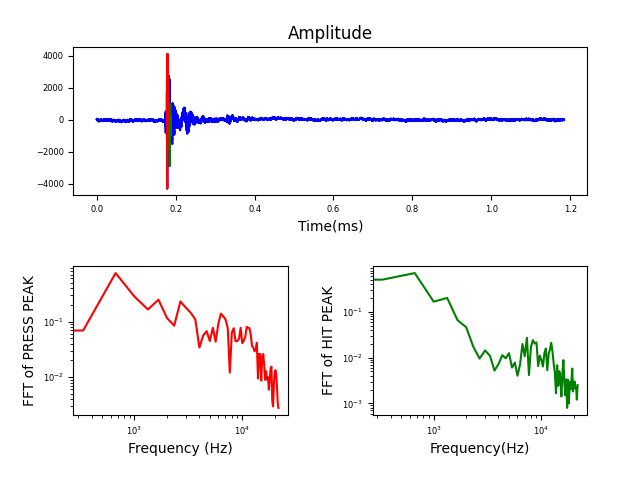 Amplitude
4000
2000
0
−2000
−4000
0.0 0.2 0.4 0.6 0.8 1.0 1.2
Time(ms)
FFT of PRESS PEAK
10⁻¹
10⁻²
10³ 10⁴
Frequency (Hz)
FFT of HIT PEAK
10⁻¹
10⁻²
10⁻³
10³ 10⁴
Frequency(Hz)